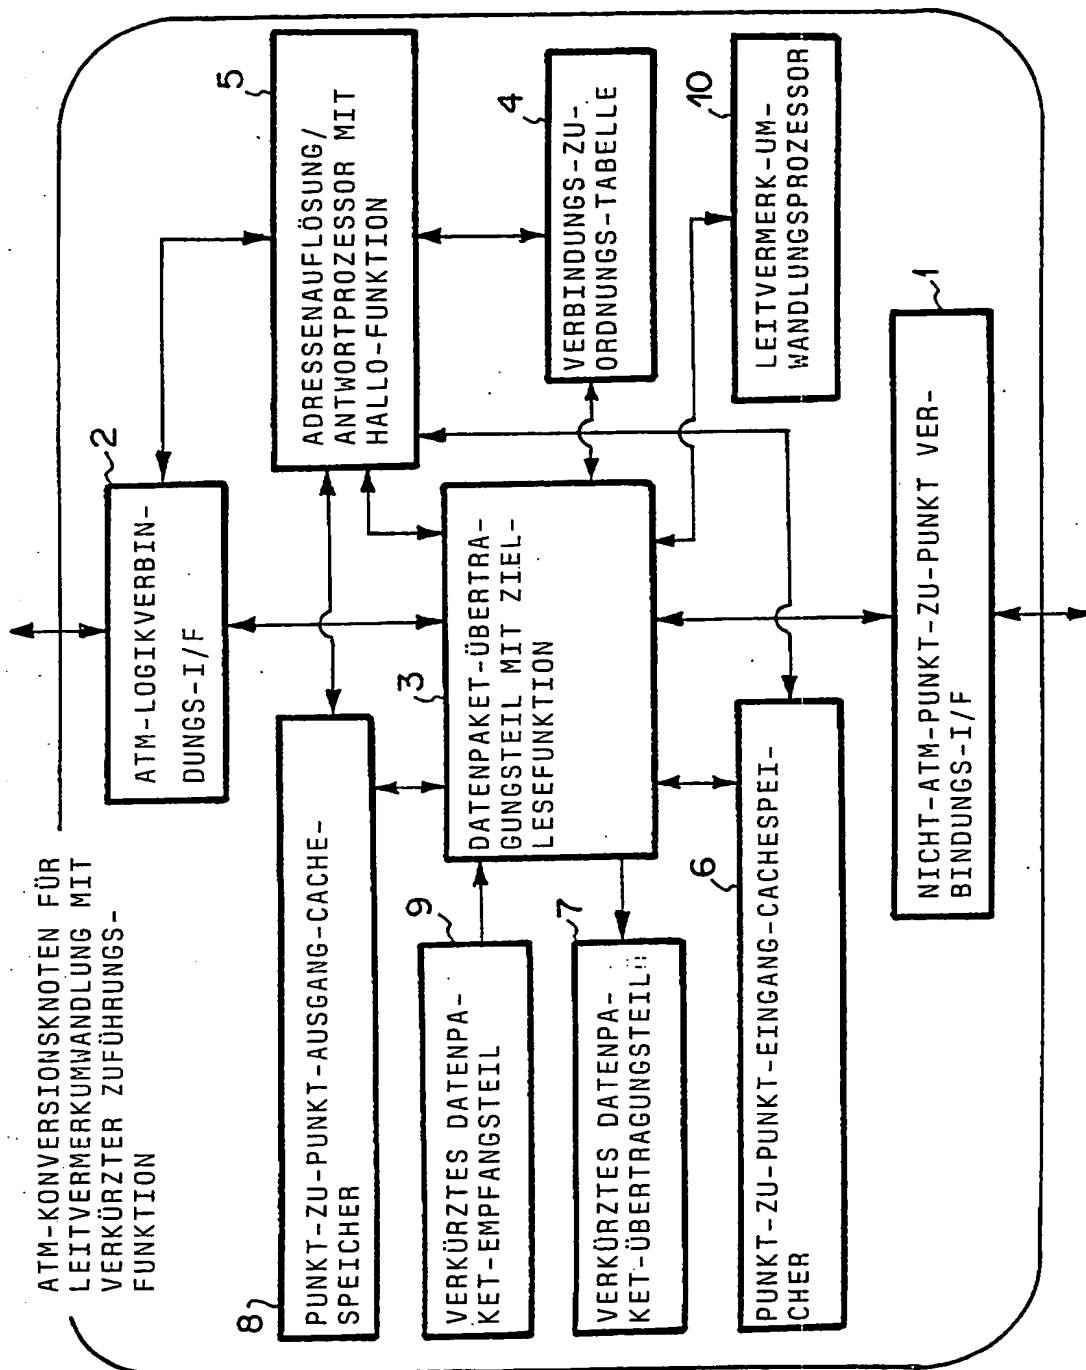 ATM-KONVERSIONSKNOTEN FÜR
LEITVERMERKUMWANDLUNG MIT
VERKÜRZTER ZUFÜHRUNGS-
FUNKTION
2
ATM-LOGIKVERBIN-
DUNGS-I/F
5
ADRESSENAUFLÖSUNG/
ANTWORTPROZESSOR MIT
HALLO-FUNKTION
8
PUNKT-ZU-PUNKT-AUSGANG-CACHE-
SPEICHER
9
VERKÜRZTES DATENPA-
KET-EMPFANGSTEIL
3
DATENPAKET-ÜBERTRA-
GUNGSTEIL MIT ZIEL-
LESEFUNKTION
4
VERBINDUNGS-ZU-
ORDNUNGS-TABELLE
7
VERKÜRZTES DATENPA-
KET-ÜBERTRAGUNGSTEIL
6
PUNKT-ZU-PUNKT-EINGANG-CACHESPEI-
CHER
10
LEITVERMERK-UM-
WANDLUNGSPROZESSOR
1
NICHT-ATM-PUNKT-ZU-PUNKT VER-
BINDUNGS-I/F